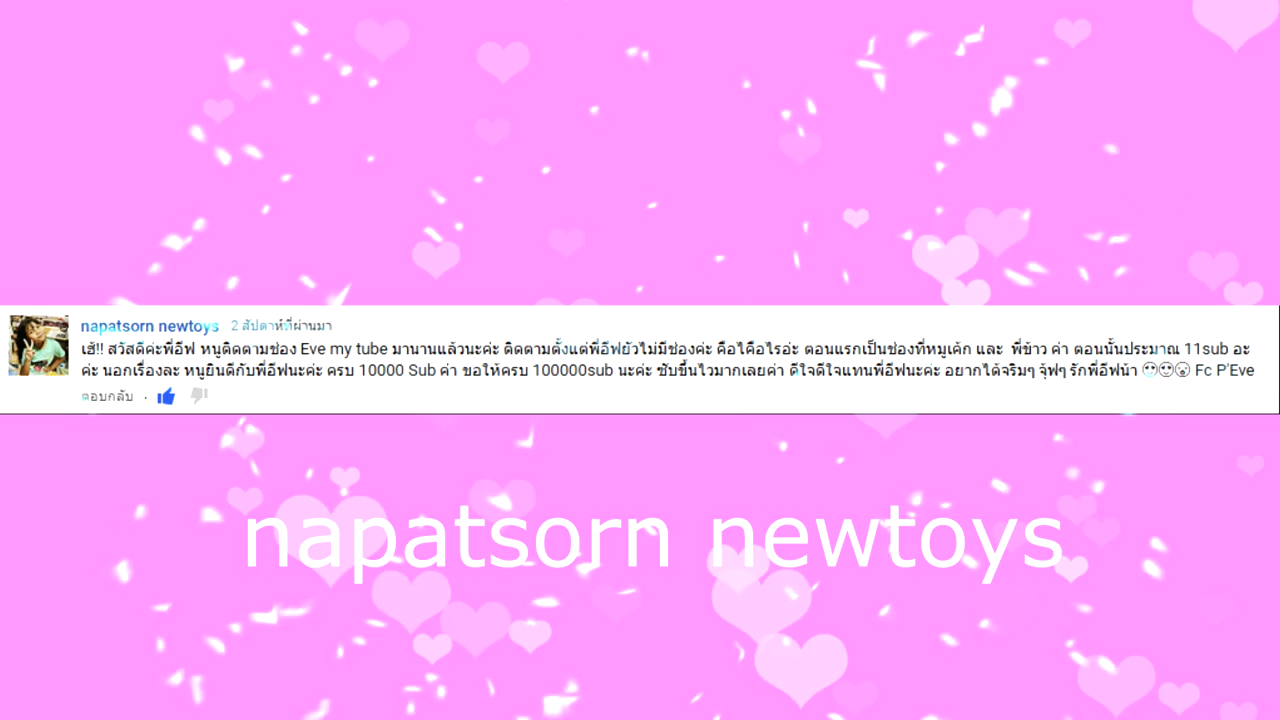 napatsorn newtoys 2 สัปดาห์ที่ผ่านมา
เฮ้!! สวัสดีค่ะพี่อีฟ หนูติดตามช่อง Eve my tube มานานแล้วนะค่ะ ติดตามตั้งแต่พี่อีฟยัวไม่มีช่องค่ะ คือไคือไรอ่ะ ตอนแรกเป็นช่องที่หมูเค้ก และ พี่ข้าว ค่า ตอนนั้นประมาณ 11sub อะ
ค่ะ นอกเรื่องละ หนูยินดีกับพี่อีฟนะค่ะ ครบ 10000 Sub ค่า ขอให้ครบ 100000sub นะค่ะ ซับขึ้นไวมากเลยค่า ดีใจดีใจแทนพี่อีฟนะคะ อยากได้จริมๆ จุ้ฟๆ รักพี่อีฟน้า Fc P'Eve
ตอบกลับ ·
napatsorn newtoys